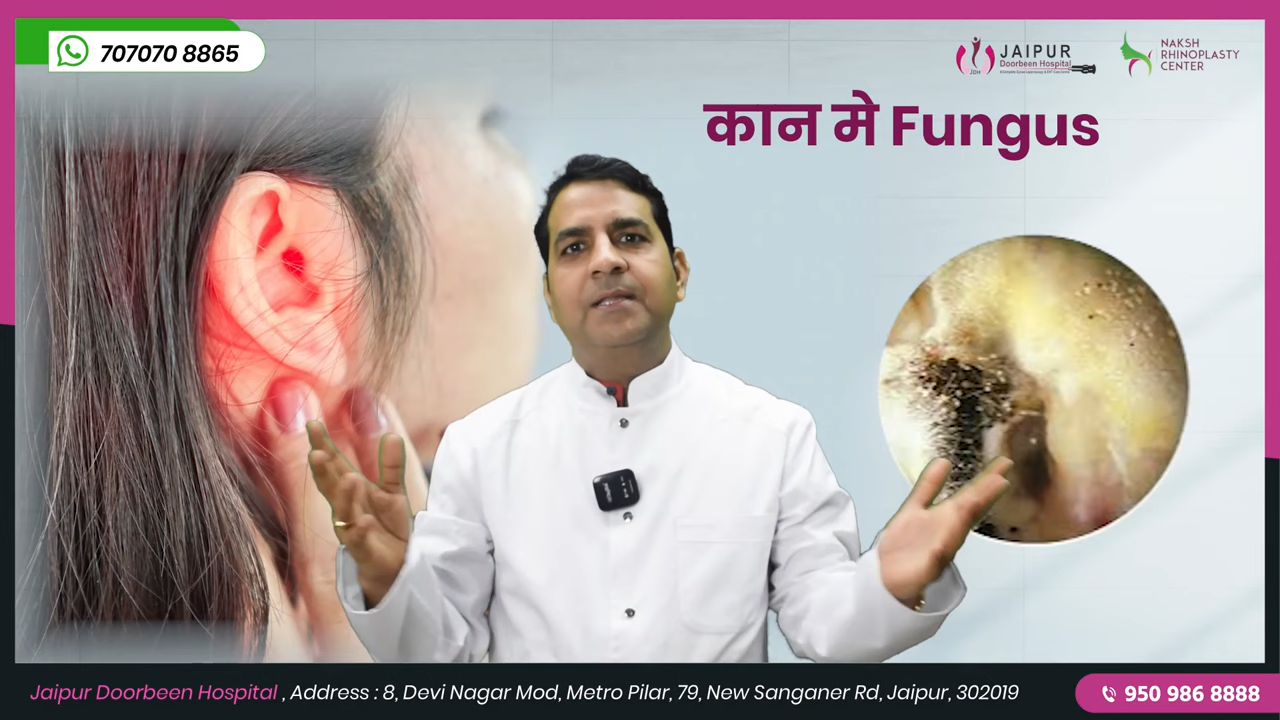 707070 8865
JAIPUR
Doorbeen Hospital
JDH
NAKSH
RHINOPLASTY
CENTER
कान मे Fungus
Jaipur Doorbeen Hospital , Address : 8, Devi Nagar Mod, Metro Pilar, 79, New Sanganer Rd, Jaipur, 302019
950 986 8888